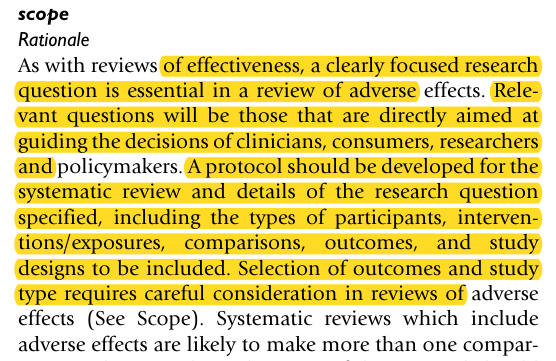 scope
Rationale
As with reviews of effectiveness, a clearly focused research
question is essential in a review of adverse effects. Rele-
vant questions will be those that are directly aimed at
guiding the decisions of clinicians, consumers, researchers
and policymakers. A protocol should be developed for the
systematic review and details of the research question
specified, including the types of participants, interven-
tions/exposures, comparisons, outcomes, and study
designs to be included. Selection of outcomes and study
type requires careful consideration in reviews of adverse
effects (See Scope). Systematic reviews which include
adverse effects are likely to make more than one compar-